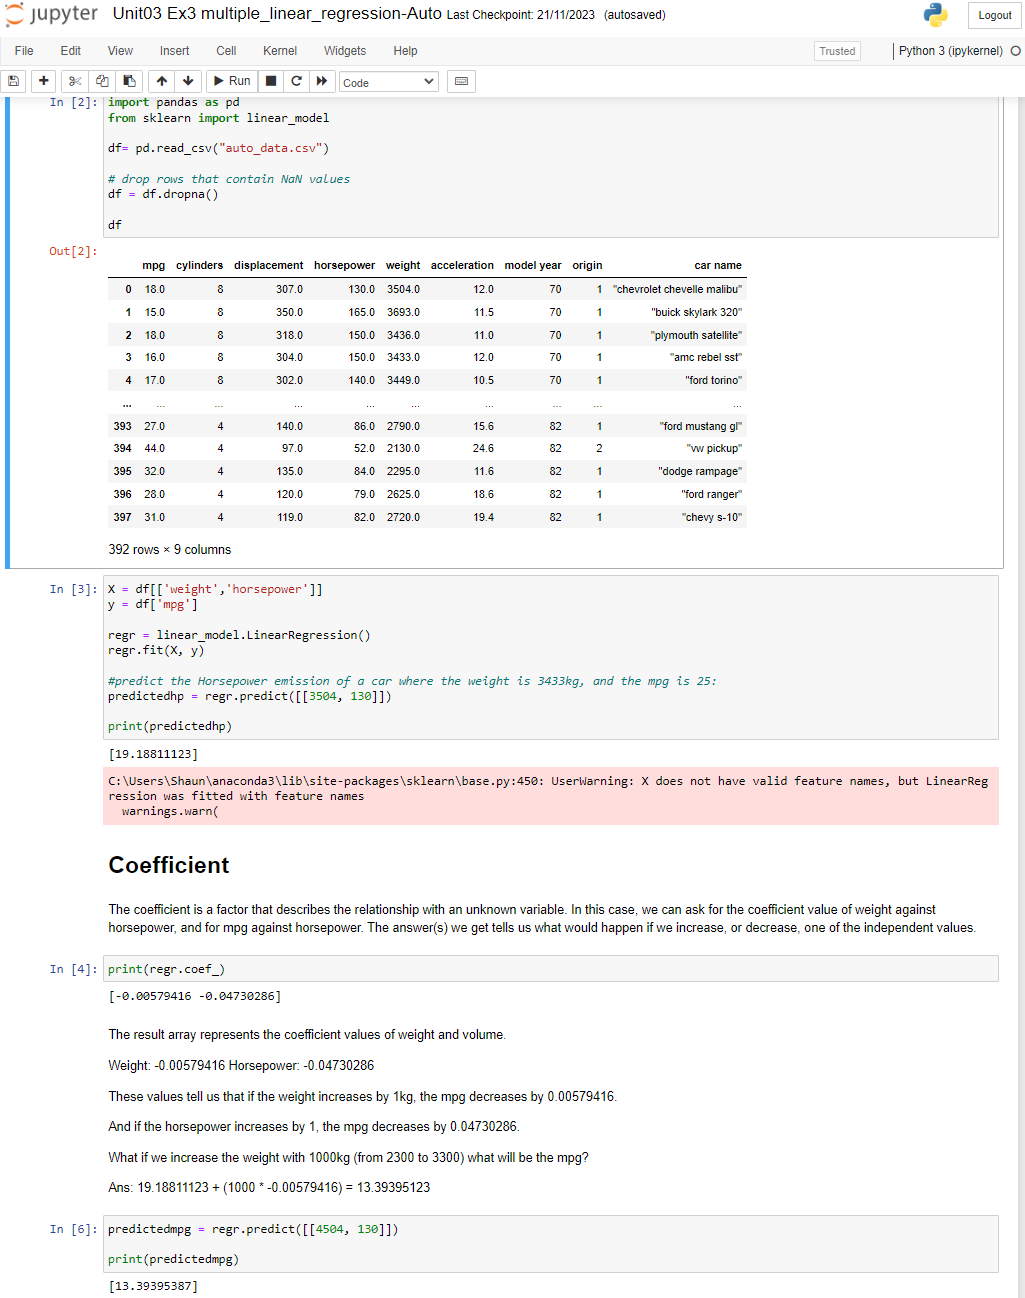 jupyter Unit03 Ex3 multiple_linear_regression-Auto Last Checkpoint: 21/11/2023 (autosaved) Logout
File Edit View Insert Cell Kernel Widgets Help Trusted Python 3 (ipykernel)
Run Code
In [2]: import pandas as pd
from sklearn import linear_model
df= pd.read_csv("auto_data.csv")
# drop rows that contain NaN values
df = df.dropna()
df
Out[2]:
mpg cylinders displacement horsepower weight acceleration model year origin car name
0 18.0 8 307.0 130.0 3504.0 12.0 70 1 "chevrolet chevelle malibu"
1 15.0 8 350.0 165.0 3693.0 11.5 70 1 "buick skylark 320"
2 18.0 8 318.0 150.0 3436.0 11.0 70 1 "plymouth satellite"
3 16.0 8 304.0 150.0 3433.0 12.0 70 1 "amc rebel sst"
4 17.0 8 302.0 140.0 3449.0 10.5 70 1 "ford torino"
... ... ... ... ... ... ... ... ... ...
393 27.0 4 140.0 86.0 2790.0 15.6 82 1 "ford mustang gl"
394 44.0 4 97.0 52.0 2130.0 24.6 82 2 "vw pickup"
395 32.0 4 135.0 84.0 2295.0 11.6 82 1 "dodge rampage"
396 28.0 4 120.0 79.0 2625.0 18.6 82 1 "ford ranger"
397 31.0 4 119.0 82.0 2720.0 19.4 82 1 "chevy s-10"
392 rows × 9 columns
In [3]: X = df[['weight','horsepower']]
y = df['mpg']
regr = linear_model.LinearRegression()
regr.fit(X, y)
#predict the Horsepower emission of a car where the weight is 3433kg, and the mpg is 25:
predictedhp = regr.predict([[3504, 130]])
print(predictedhp)
[19.18811123]
C:\Users\Shaun\anaconda3\lib\site-packages\sklearn\base.py:450: UserWarning: X does not have valid feature names, but LinearReg
ression was fitted with feature names
warnings.warn(
Coefficient
The coefficient is a factor that describes the relationship with an unknown variable. In this case, we can ask for the coefficient value of weight against
horsepower, and for mpg against horsepower. The answer(s) we get tells us what would happen if we increase, or decrease, one of the independent values.
In [4]: print(regr.coef_)
[-0.00579416 -0.04730286]
The result array represents the coefficient values of weight and volume.
Weight: -0.00579416 Horsepower: -0.04730286
These values tell us that if the weight increases by 1kg, the mpg decreases by 0.00579416.
And if the horsepower increases by 1, the mpg decreases by 0.04730286.
What if we increase the weight with 1000kg (from 2300 to 3300) what will be the mpg?
Ans: 19.18811123 + (1000 * -0.00579416) = 13.39395123
In [6]: predictedmpg = regr.predict([[4504, 130]])
print(predictedmpg)
[13.39395387]